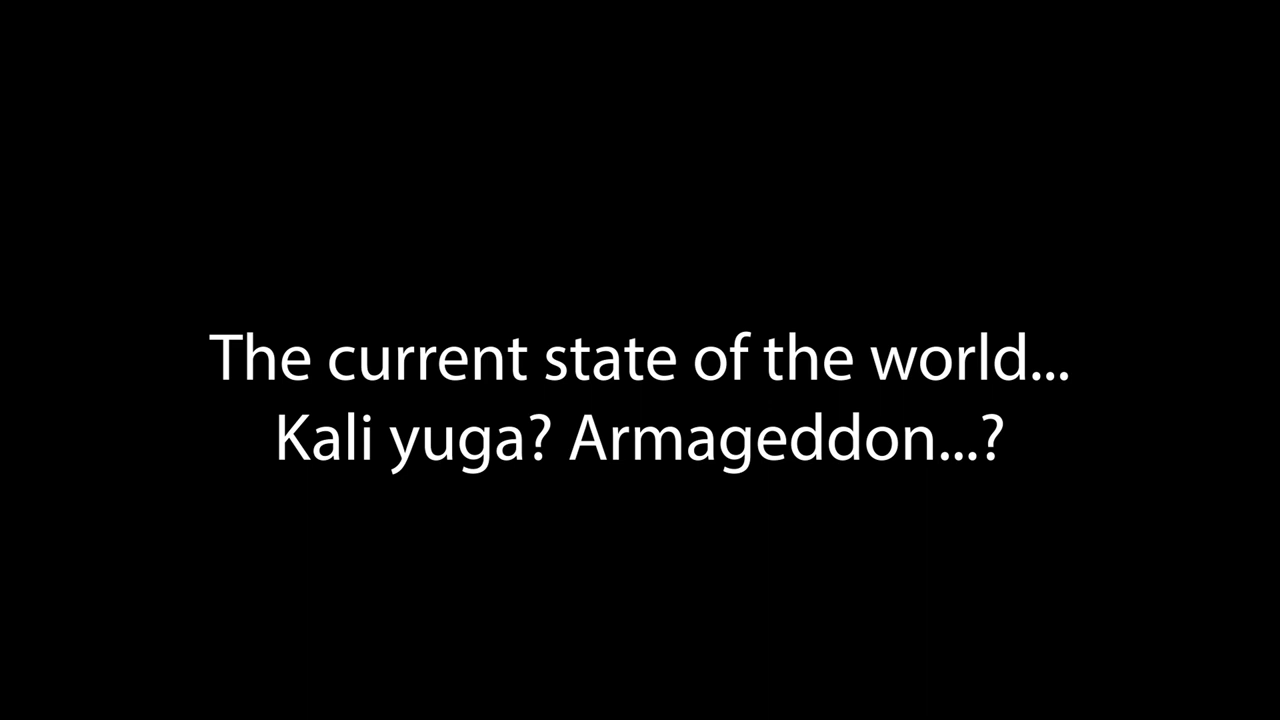 The current state of the world...
Kali yuga? Armageddon...?